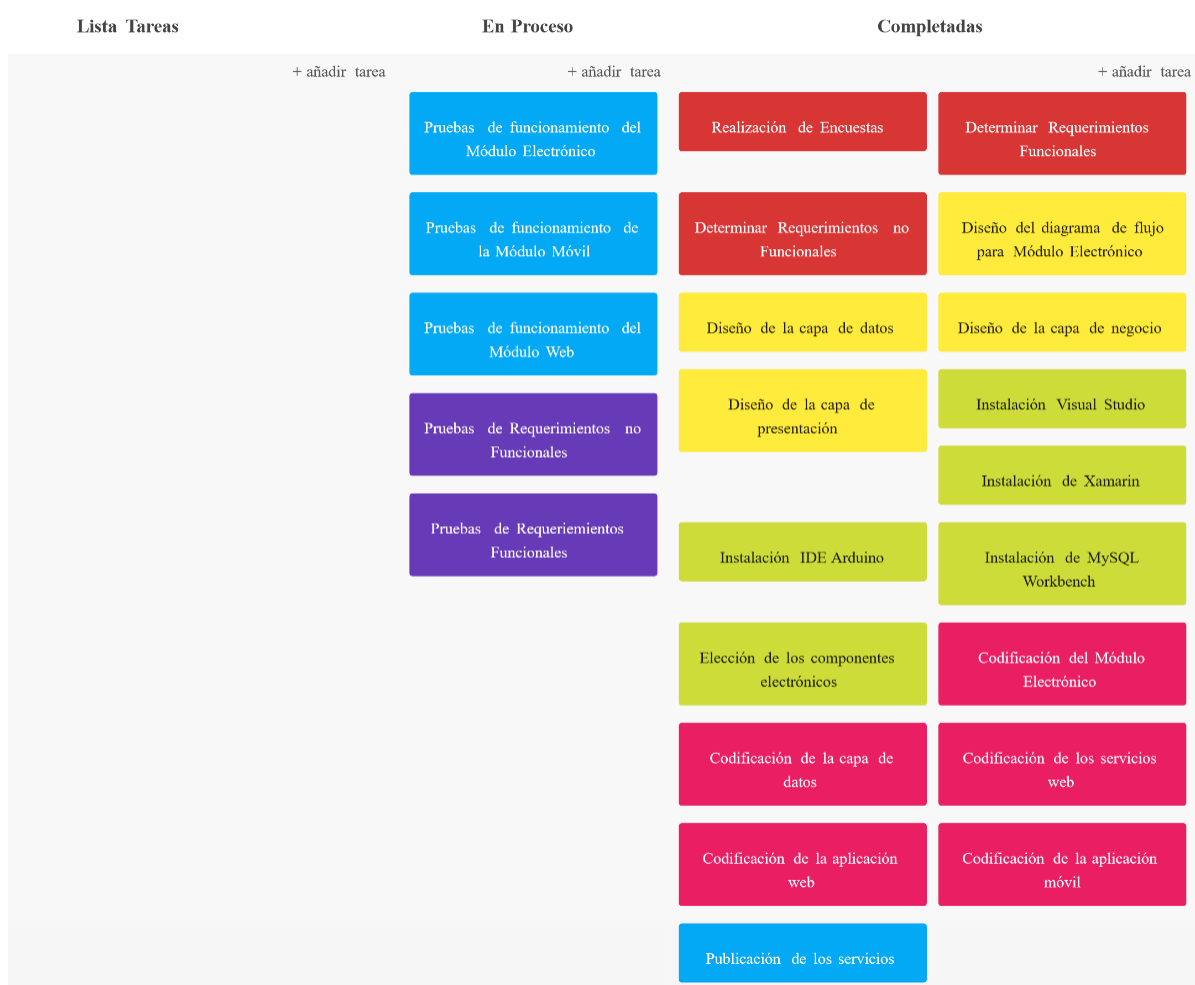 Lista Tareas
En Proceso
Completadas
+ añadir tarea
+ añadir tarea
+ añadir tarea
Pruebas de funcionamiento del
Módulo Electrónico
Pruebas de funcionamiento de
la Módulo Móvil
Pruebas de funcionamiento del
Módulo Web
Pruebas de Requerimientos no
Funcionales
Pruebas de Requeriemientos
Funcionales
Realización de Encuestas
Determinar Requerimientos
Funcionales
Determinar Requerimientos no
Funcionales
Diseño del diagrama de flujo
para Módulo Electrónico
Diseño de la capa de datos
Diseño de la capa de negocio
Diseño de la capa de
presentación
Instalación Visual Studio
Instalación de Xamarin
Instalación IDE Arduino
Instalación de MySQL
Workbench
Elección de los componentes
electrónicos
Codificación del Módulo
Electrónico
Codificación de la capa de
datos
Codificación de los servicios
web
Codificación de la aplicación
web
Codificación de la aplicación
móvil
Publicación de los servicios